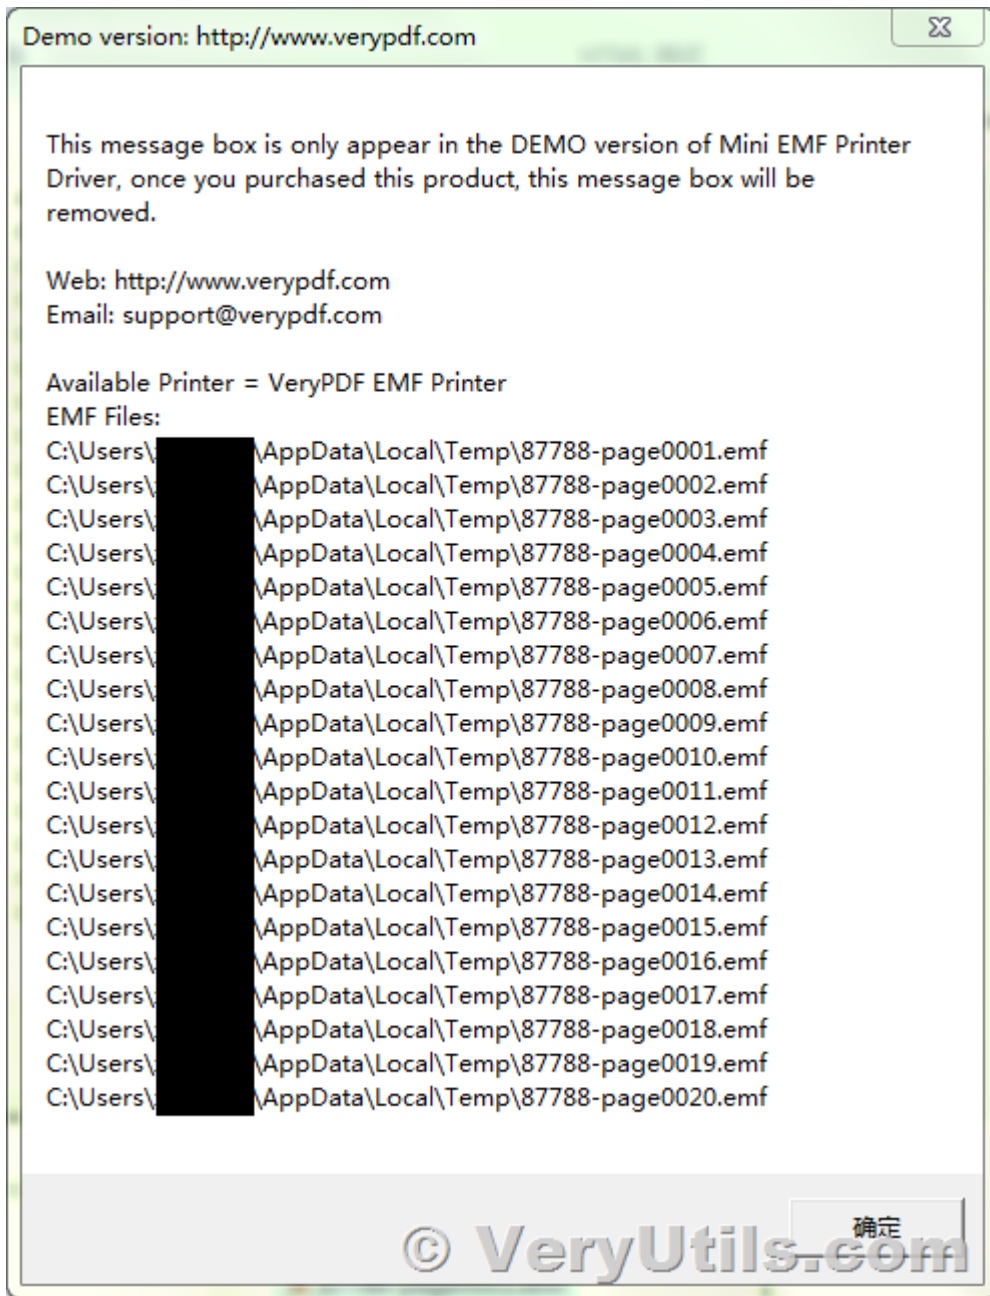 Demo version: http://www.verypdf.com
This message box is only appear in the DEMO version of Mini EMF Printer
Driver, once you purchased this product, this message box will be
removed.
Web: http://www.verypdf.com
Email: support@verypdf.com
Available Printer = VeryPDF EMF Printer
EMF Files:
C:\Users\ \AppData\Local\Temp\87788-page0001.emf
C:\Users\ \AppData\Local\Temp\87788-page0002.emf
C:\Users\ \AppData\Local\Temp\87788-page0003.emf
C:\Users\ \AppData\Local\Temp\87788-page0004.emf
C:\Users\ \AppData\Local\Temp\87788-page0005.emf
C:\Users\ \AppData\Local\Temp\87788-page0006.emf
C:\Users\ \AppData\Local\Temp\87788-page0007.emf
C:\Users\ \AppData\Local\Temp\87788-page0008.emf
C:\Users\ \AppData\Local\Temp\87788-page0009.emf
C:\Users\ \AppData\Local\Temp\87788-page0010.emf
C:\Users\ \AppData\Local\Temp\87788-page0011.emf
C:\Users\ \AppData\Local\Temp\87788-page0012.emf
C:\Users\ \AppData\Local\Temp\87788-page0013.emf
C:\Users\ \AppData\Local\Temp\87788-page0014.emf
C:\Users\ \AppData\Local\Temp\87788-page0015.emf
C:\Users\ \AppData\Local\Temp\87788-page0016.emf
C:\Users\ \AppData\Local\Temp\87788-page0017.emf
C:\Users\ \AppData\Local\Temp\87788-page0018.emf
C:\Users\ \AppData\Local\Temp\87788-page0019.emf
C:\Users\ \AppData\Local\Temp\87788-page0020.emf
确定
© VeryUtils.com